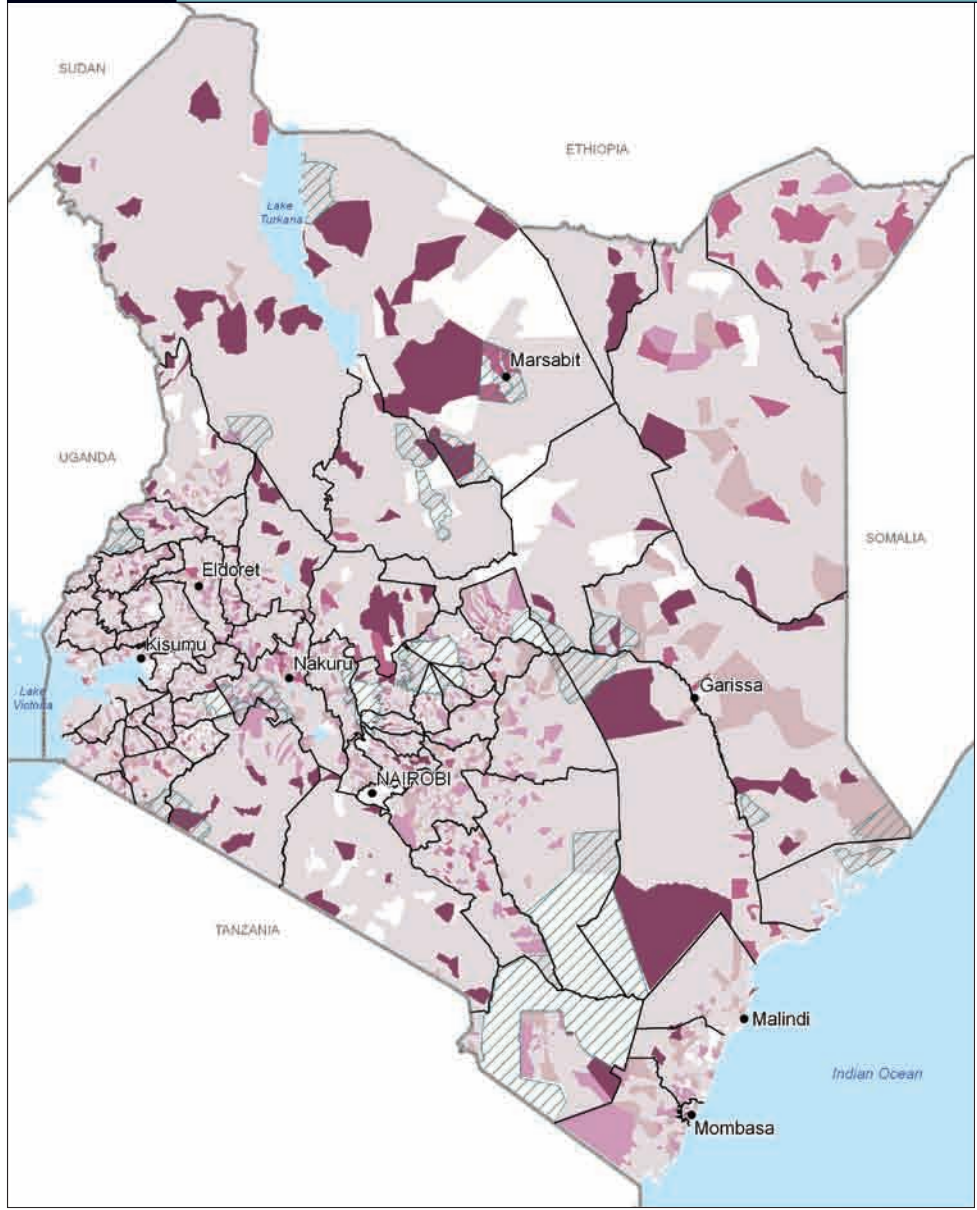 SUDAN
ETHIOPIA
Lake
Turkana
Marsabit
UGANDA
SOMALIA
Eldoret
Kisumu
Nakuru
Lake
Victoria
Garissa
NAIROBI
TANZANIA
Malindi
Indian Ocean
Mombasa